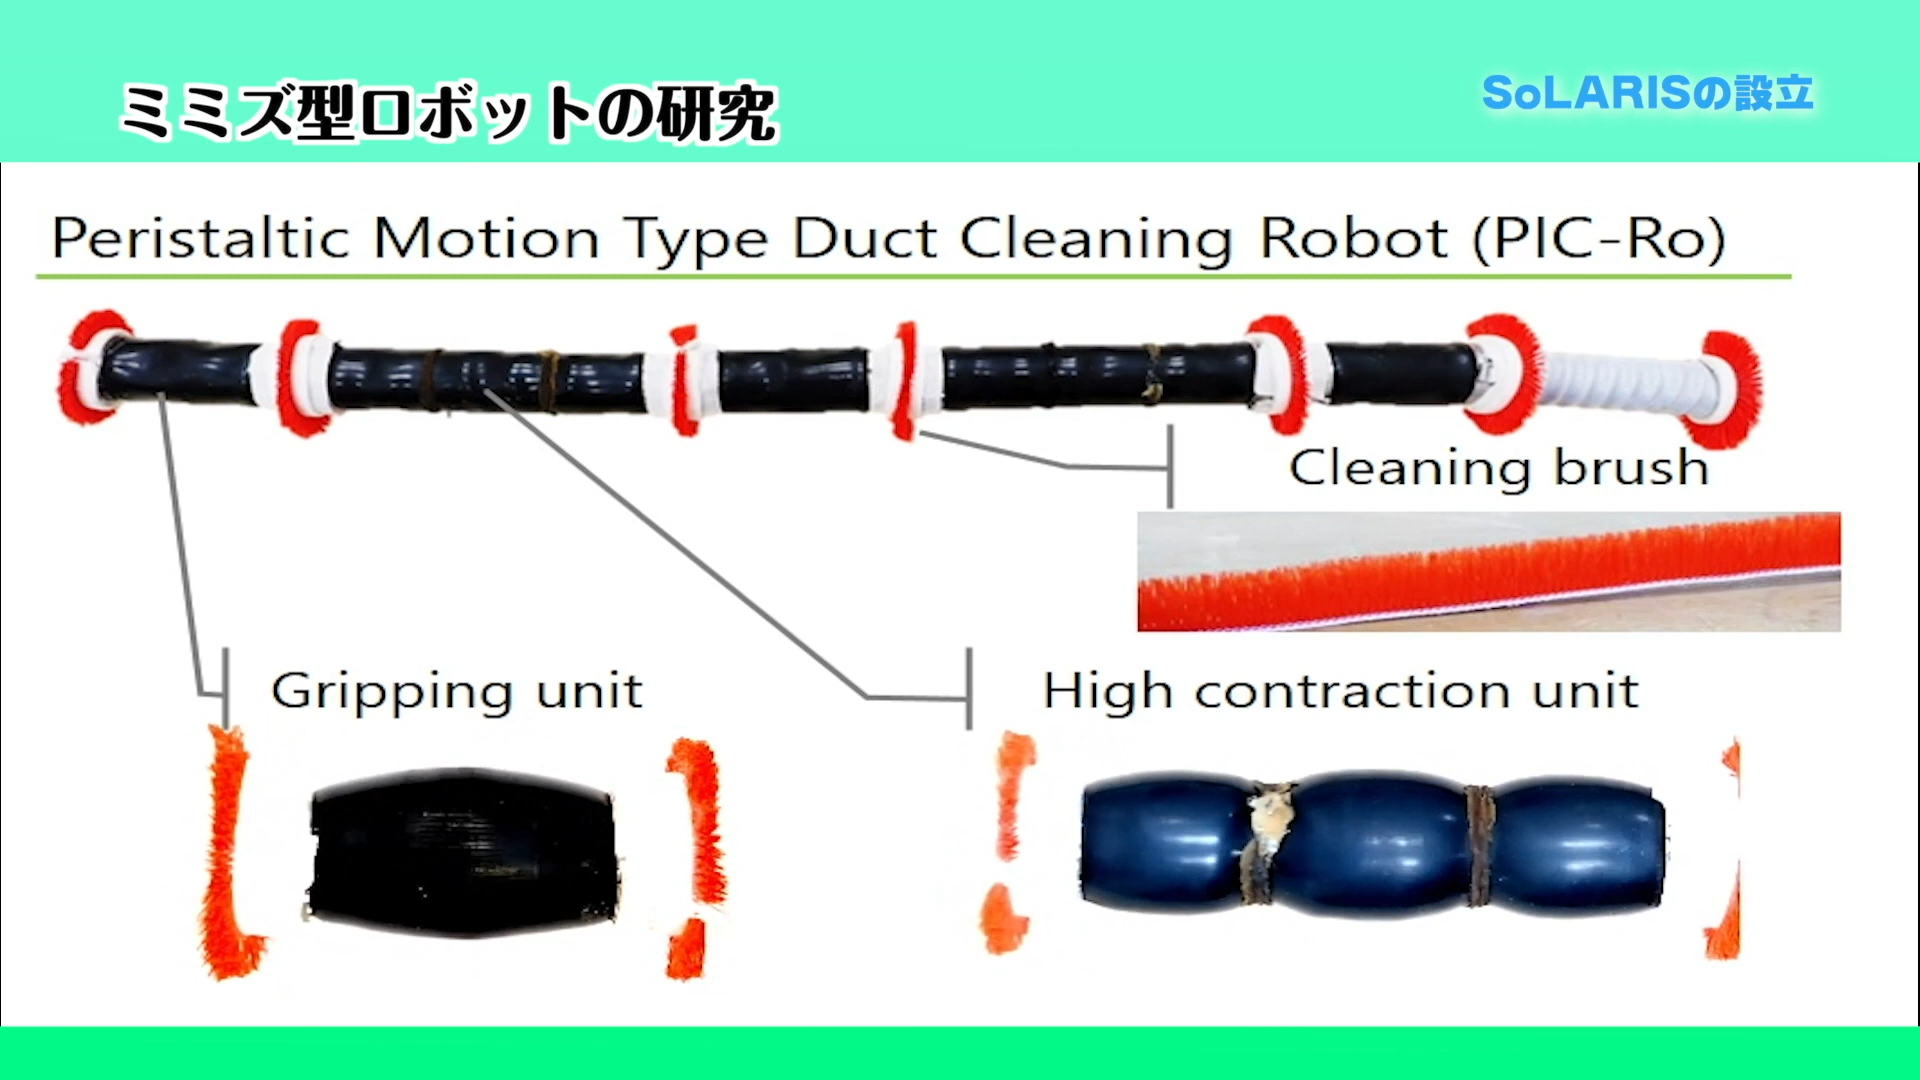 ミミズ型ロボットの研究
SoLARISの設立
Peristaltic Motion Type Duct Cleaning Robot (PIC-Ro)
Cleaning brush
Gripping unit
High contraction unit